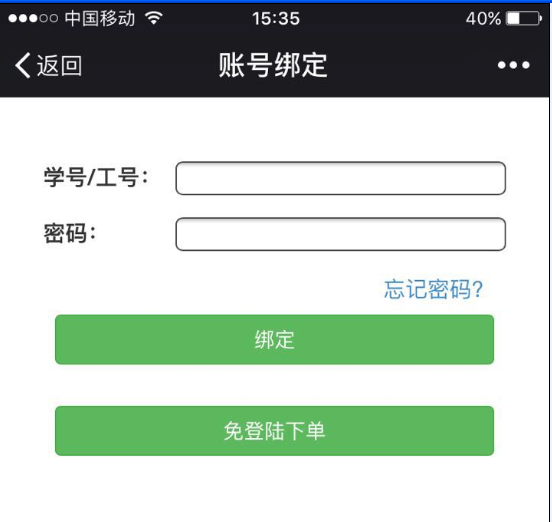 中国移动 15:35 40%
返回 账号绑定
学号/工号：
密码：
忘记密码?
绑定
免登陆下单